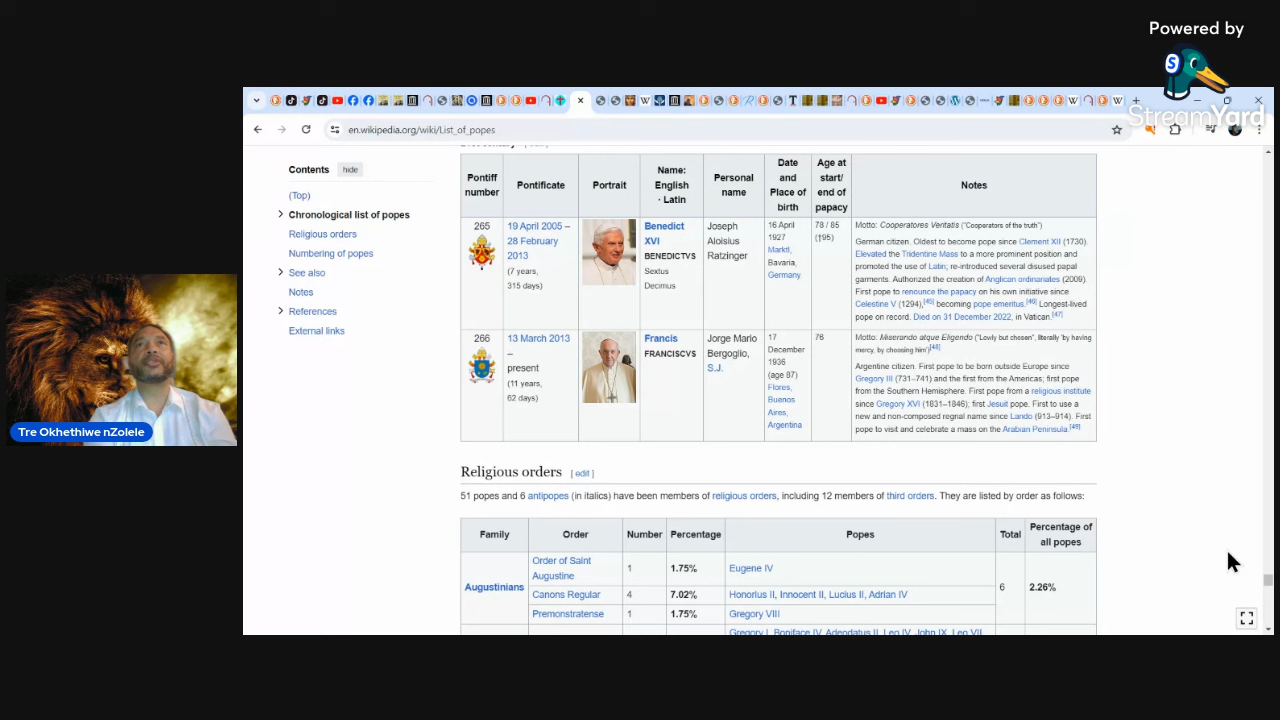 Powered by
StreamYard
en.wikipedia.org/wiki/List_of_popes
Contents hide
(Top)
Chronological list of popes
Religious orders
Numbering of popes
See also
Notes
References
External links
Pontiff number
Pontificate
Portrait
Name: English · Latin
Personal name
Date and Place of birth
Age at start/ end of papacy
Notes
265
19 April 2005 –
28 February
2013
(7 years,
315 days)
Benedict
XVI
BENEDICTVS
Sextus
Decimus
Joseph
Aloisius
Ratzinger
16 April
1927
Marktl,
Bavaria,
Germany
78 / 85
(†95)
Motto: Cooperatores Veritatis ("Cooperators of the truth")
German citizen. Oldest to become pope since Clement XII (1730).
Elevated the Tridentine Mass to a more prominent position and
promoted the use of Latin; re-introduced several disused papal
garments. Authorized the creation of Anglican ordinariates (2009).
First pope to renounce the papacy on his own initiative since
Celestine V (1294),[45] becoming pope emeritus.[46] Longest-lived
pope on record. Died on 31 December 2022, in Vatican.[47]
266
13 March 2013
–
present
(11 years,
62 days)
Francis
FRANCISCVS
Jorge Mario
Bergoglio,
S.J.
17
December
1936
(age 87)
Flores,
Buenos
Aires,
Argentina
76
Motto: Miserando atque Eligendo ("Lowly but chosen", literally 'by having
mercy, by choosing him')[48]
Argentine citizen. First pope to be born outside Europe since
Gregory III (731–741) and the first from the Americas; first pope
from the Southern Hemisphere. First pope from a religious institute
since Gregory XVI (1831–1846); first Jesuit pope. First to use a
new and non-composed regnal name since Lando (913–914). First
pope to visit and celebrate a mass on the Arabian Peninsula.[49]
Tre Okhethiwe nZolele
Religious orders [ edit ]
51 popes and 6 antipopes (in italics) have been members of religious orders, including 12 members of third orders. They are listed by order as follows:
Family
Order
Number
Percentage
Popes
Total
Percentage of all popes
Augustinians
Order of Saint
Augustine
1
1.75%
Eugene IV
Canons Regular
4
7.02%
Honorius II, Innocent II, Lucius II, Adrian IV
6
2.26%
Premonstratense
1
1.75%
Gregory VIII
Gregory I, Boniface IV, Adeodatus II, Leo IV, John IX, Leo VII